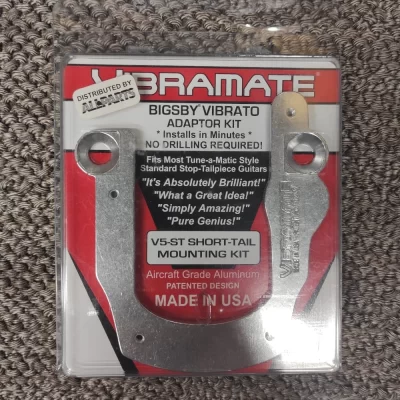 VIBRAMATE
DISTRIBUTED BY
ALLPARTS
BIGSBY VIBRATO
ADAPTOR KIT
* Installs in Minutes *
NO DRILLING REQUIRED!
Fits Most Tune-a-Matic Style
Standard Stop-Tailpiece Guitars
"It's Absolutely Brilliant!"
"What a Great Idea!"
"Simply Amazing!"
"Pure Genius!"
V5-ST SHORT-TAIL
MOUNTING KIT
Aircraft Grade Aluminum
PATENTED DESIGN
MADE IN USA
VIBRAMATE